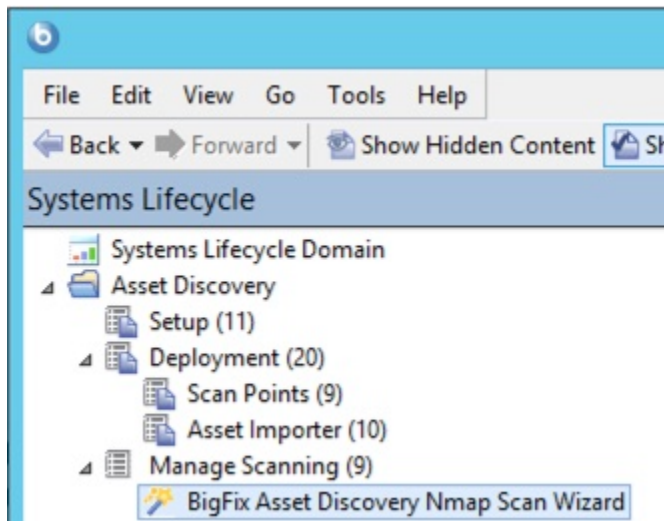 b
File Edit View Go Tools Help
Back Forward Show Hidden Content
Systems Lifecycle
Systems Lifecycle Domain
Asset Discovery
Setup (11)
Deployment (20)
Scan Points (9)
Asset Importer (10)
Manage Scanning (9)
BigFix Asset Discovery Nmap Scan Wizard